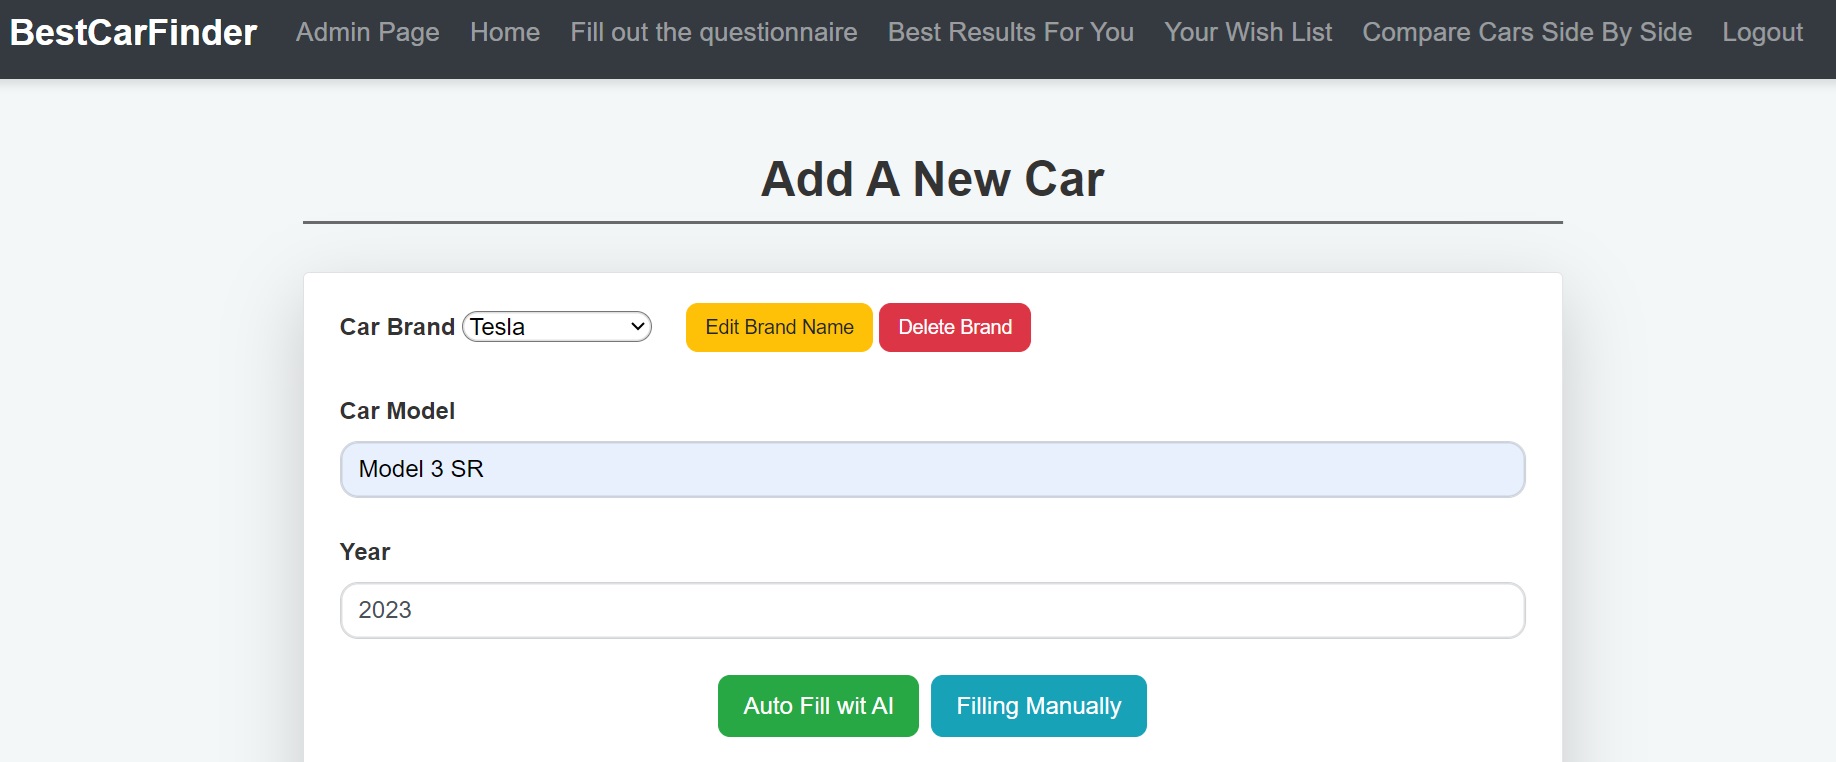 BestCarFinder Admin Page Home Fill out the questionnaire Best Results For You Your Wish List Compare Cars Side By Side Logout
Add A New Car
Car Brand Tesla Edit Brand Name Delete Brand
Car Model
Model 3 SR
Year
2023
Auto Fill wit AI Filling Manually